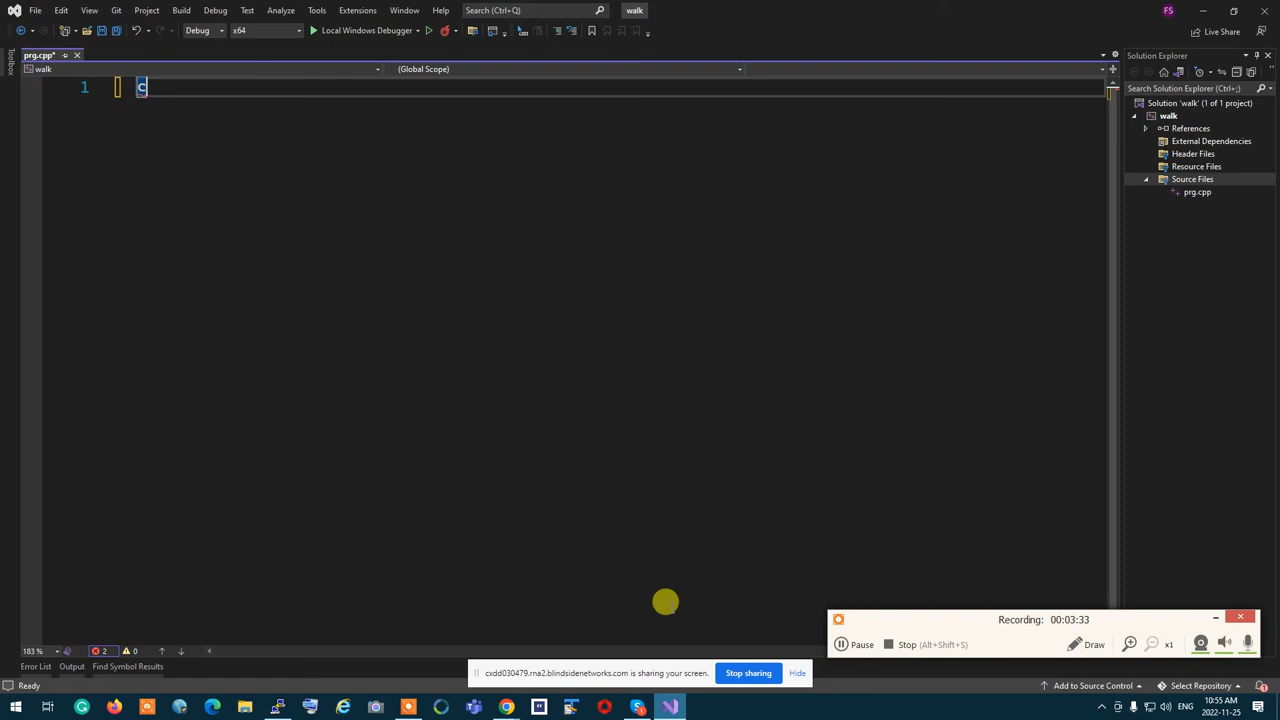 File Edit View Git Project Build Debug Test Analyze Tools Extensions Window Help Search (Ctrl+Q) walk FS
Debug x64 Local Windows Debugger Live Share
prg.cpp* Solution Explorer
Toolbox
walk (Global Scope)
1 c
Search Solution Explorer (Ctrl+;)
Solution 'walk' (1 of 1 project)
walk
References
External Dependencies
Header Files
Resource Files
Source Files
prg.cpp
Recording: 00:03:33
Pause Stop (Alt+Shift+S) Draw x1
183 % 2 0
Error List Output Find Symbol Results
cxdd030479.rna2.blindsidenetworks.com is sharing your screen. Stop sharing Hide
Ready Add to Source Control Select Repository 1
ENG 10:55 AM
2022-11-25